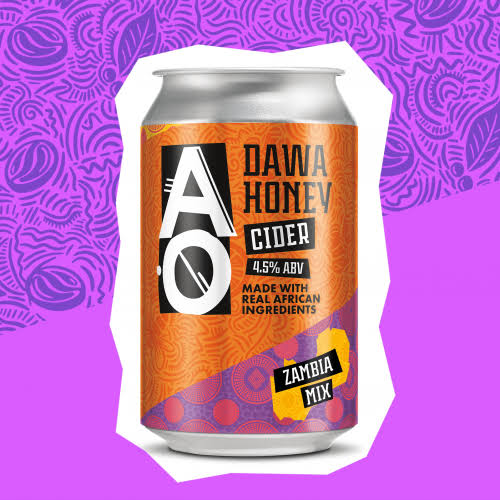 AO
DAWA
HONEY
CIDER
4.5% ABV
MADE WITH
REAL AFRICAN
INGREDIENTS
ZAMBIA
MIX